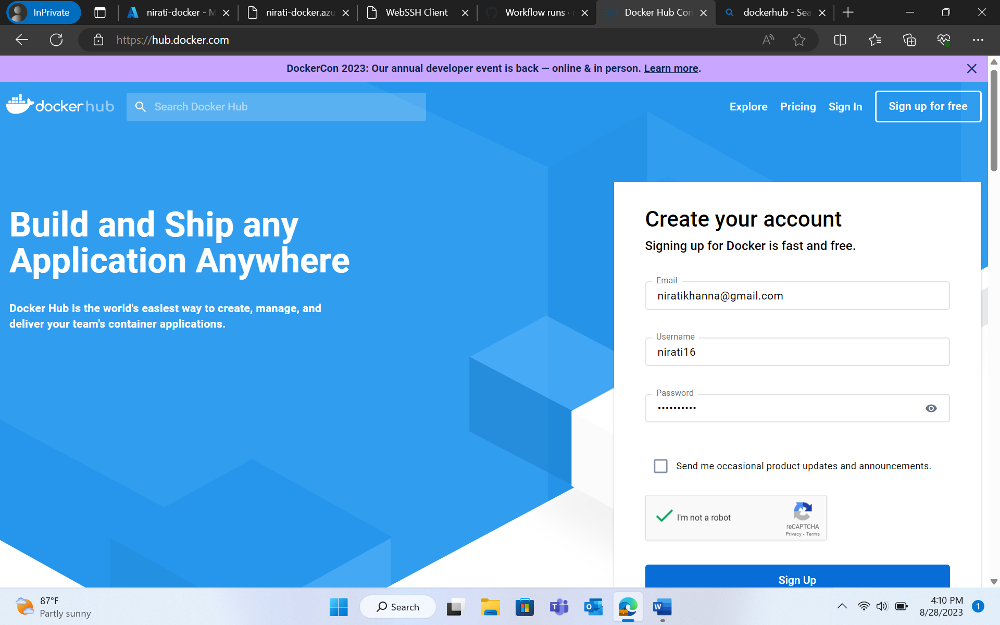 InPrivate
nirati-docker - M
nirati-docker.azu
WebSSH Client
Workflow runs · r
Docker Hub Con
dockerhub - Sea
https://hub.docker.com
DockerCon 2023: Our annual developer event is back — online & in person. Learn more.
dockerhub
Search Docker Hub
Explore
Pricing
Sign In
Sign up for free
Build and Ship any
Application Anywhere
Docker Hub is the world's easiest way to create, manage, and
deliver your team's container applications.
Create your account
Signing up for Docker is fast and free.
Email
niratikhanna@gmail.com
Username
nirati16
Password
••••••••••
Send me occasional product updates and announcements.
I'm not a robot
reCAPTCHA
Privacy - Terms
Sign Up
87°F
Partly sunny
Search
4:10 PM
8/28/2023
1